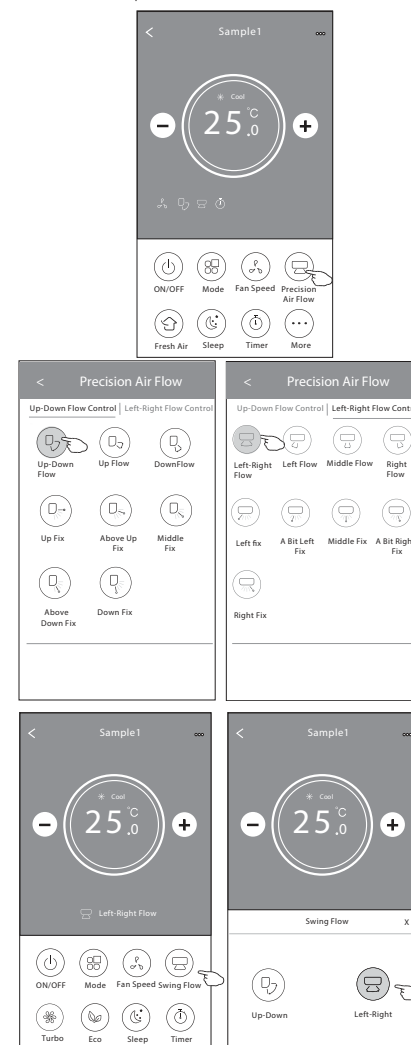 Sample1
Cool
25.0 °C
ON/OFF Mode Fan Speed Precision Air Flow
Fresh Air Sleep Timer More
< Precision Air Flow
Up-Down Flow Control | Left-Right Flow Control
Up-Down Flow Up Flow DownFlow
Up Fix Above Up Fix Middle Fix
Above Down Fix Down Fix
< Precision Air Flow
Up-Down Flow Control | Left-Right Flow Contr
Left-Right Flow Left Flow Middle Flow Right Flow
Left fix A Bit Left Fix Middle Fix A Bit Righ Fix
Right Fix
Sample1
Cool
25.0 °C
Left-Right Flow
ON/OFF Mode Fan Speed Swing Flow
Turbo Eco Sleep Timer
Sample1
Cool
25.0 °C
Swing Flow X
Up-Down Left-Right